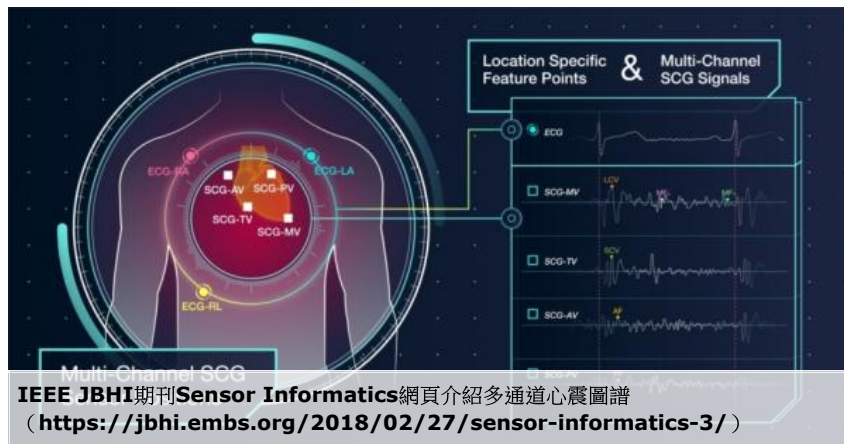 Location Specific
Feature Points
&
Multi-Channel
SCG Signals
ECG
ECG-RA
ECG-LA
SCG-AV
SCG-PV
SCG-TV
SCG-MV
ECG-RL
SCG-MV
LCV
SCG-TV
SCV
SCG-AV
AF
Multi-Channel SCG
IEEE JBHI期刊Sensor Informatics網頁介紹多通道心震圖譜
（https://jbhi.embs.org/2018/02/27/sensor-informatics-3/）